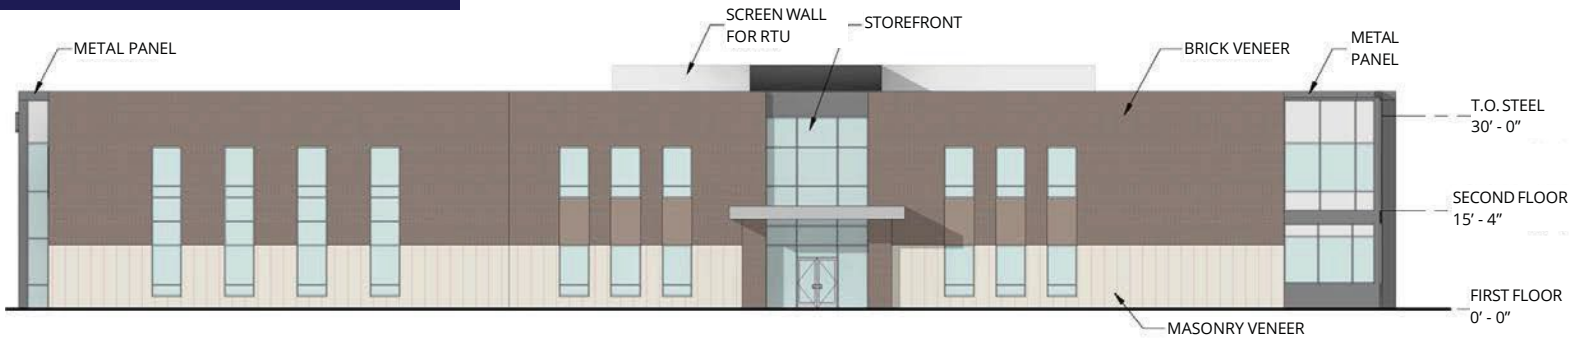 SCREEN WALL
FOR RTU
STOREFRONT
METAL PANEL
BRICK VENEER
METAL
PANEL
T.O. STEEL
30’ - 0”
SECOND FLOOR
15’ - 4”
FIRST FLOOR
0’ - 0”
MASONRY VENEER